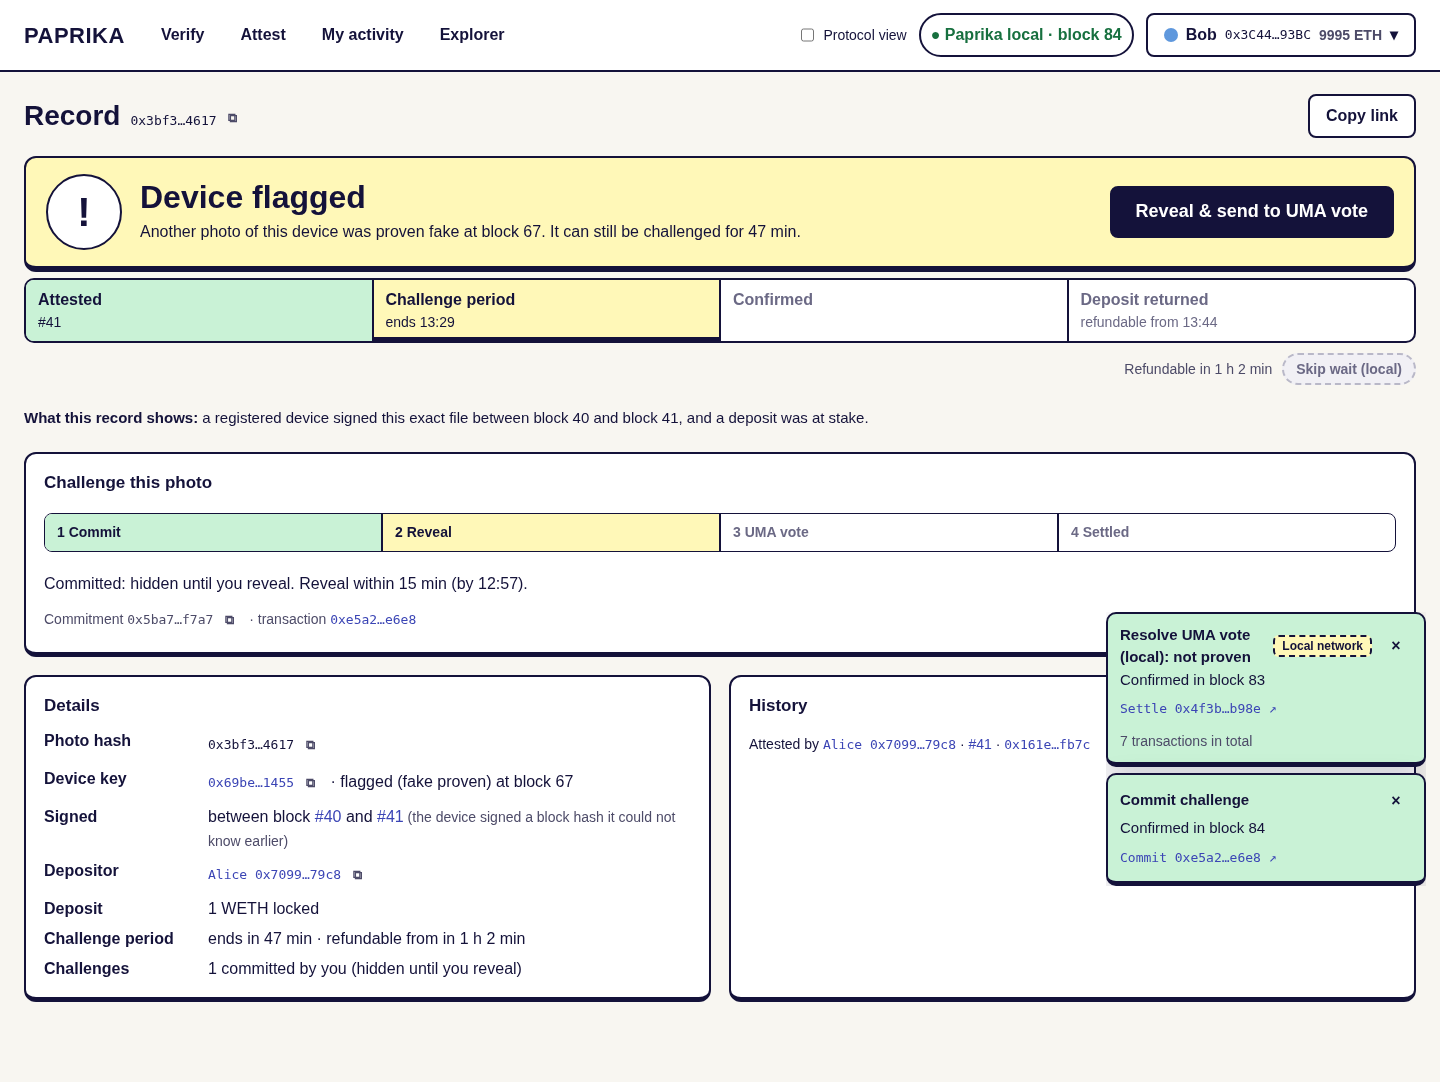 PAPRIKA Verify Attest My activity Explorer Protocol view ● Paprika local · block 84 Bob 0x3C44…93BC 9995 ETH ▼
Record 0x3bf3…4617 ⧉ Copy link
! Device flagged
Another photo of this device was proven fake at block 67. It can still be challenged for 47 min.
Reveal & send to UMA vote
Attested
#41
Challenge period
ends 13:29
Confirmed
Deposit returned
refundable from 13:44
Refundable in 1 h 2 min Skip wait (local)
What this record shows: a registered device signed this exact file between block 40 and block 41, and a deposit was at stake.
Challenge this photo
1 Commit 2 Reveal 3 UMA vote 4 Settled
Committed: hidden until you reveal. Reveal within 15 min (by 12:57).
Commitment 0x5ba7…f7a7 ⧉ · transaction 0xe5a2…e6e8
Details
Photo hash 0x3bf3…4617 ⧉
Device key 0x69be…1455 ⧉ · flagged (fake proven) at block 67
Signed between block #40 and #41 (the device signed a block hash it could not
know earlier)
Depositor Alice 0x7099…79c8 ⧉
Deposit 1 WETH locked
Challenge period ends in 47 min · refundable from in 1 h 2 min
Challenges 1 committed by you (hidden until you reveal)
History
Attested by Alice 0x7099…79c8 · #41 · 0x161e…fb7c
Resolve UMA vote
(local): not proven
Local network ×
Confirmed in block 83
Settle 0x4f3b…b98e ↗
7 transactions in total
Commit challenge ×
Confirmed in block 84
Commit 0xe5a2…e6e8 ↗